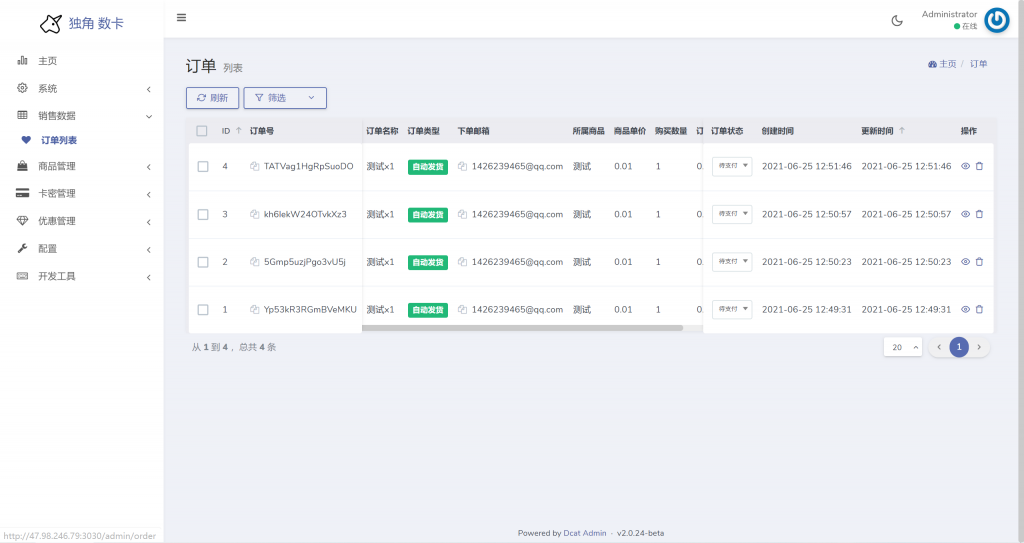 独角 数卡
Administrator
在线
主页
系统
销售数据
订单列表
商品管理
卡密管理
优惠管理
配置
开发工具
订单 列表
主页 / 订单
刷新 筛选
ID 订单号 订单名称 订单类型 下单邮箱 所属商品 商品单价 购买数量 订 订单状态 创建时间 更新时间 操作
4 TATVag1HgRpSuoDO 测试x1 自动发货 1426239465@qq.com 测试 0.01 1 0. 待支付 2021-06-25 12:51:46 2021-06-25 12:51:46
3 kh6lekW24OTvkXz3 测试x1 自动发货 1426239465@qq.com 测试 0.01 1 0. 待支付 2021-06-25 12:50:57 2021-06-25 12:50:57
2 5Gmp5uzjPgo3vU5j 测试x1 自动发货 1426239465@qq.com 测试 0.01 1 0. 待支付 2021-06-25 12:50:23 2021-06-25 12:50:23
1 Yp53kR3RGmBVeMKU 测试x1 自动发货 1426239465@qq.com 测试 0.01 1 0. 待支付 2021-06-25 12:49:31 2021-06-25 12:49:31
从 1 到 4 ，总共 4 条
20
1
Powered by Dcat Admin · v2.0.24-beta
http://47.98.246.79:3030/admin/order